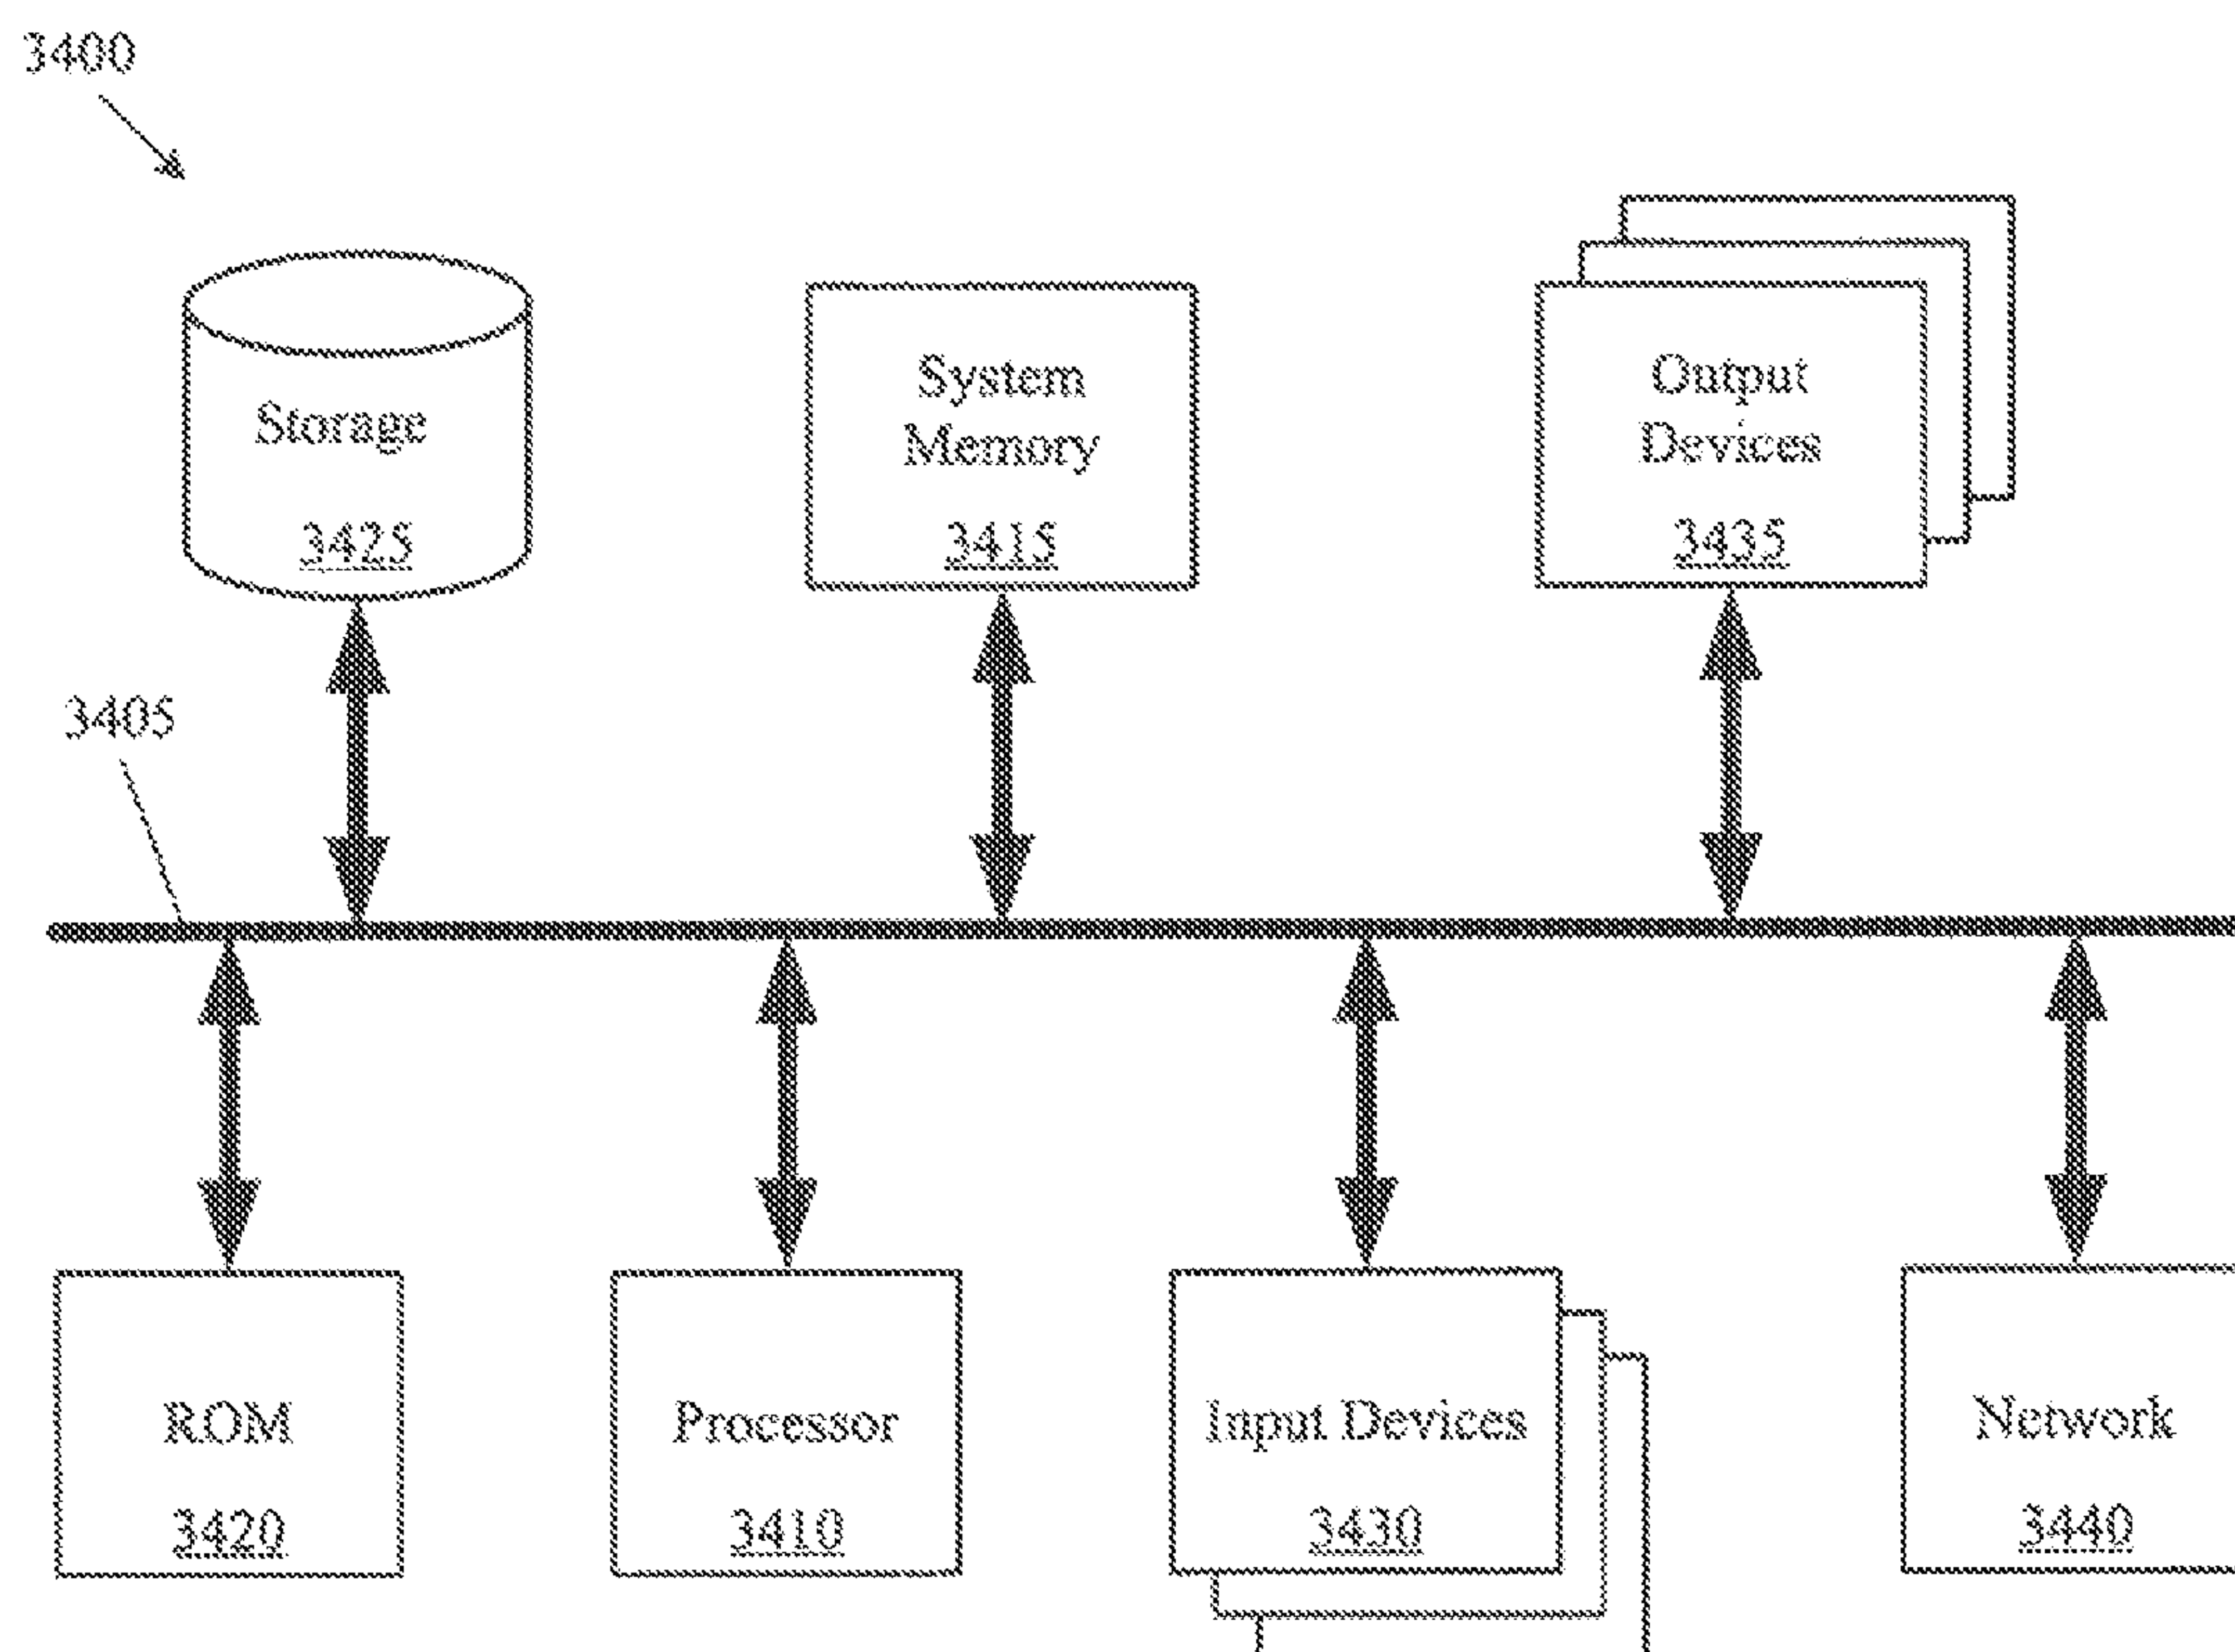 3400
Storage
3425
System
Memory
3415
Output
Devices
3435
3405
ROM
3420
Processor
3410
Input Devices
3430
Network
3440